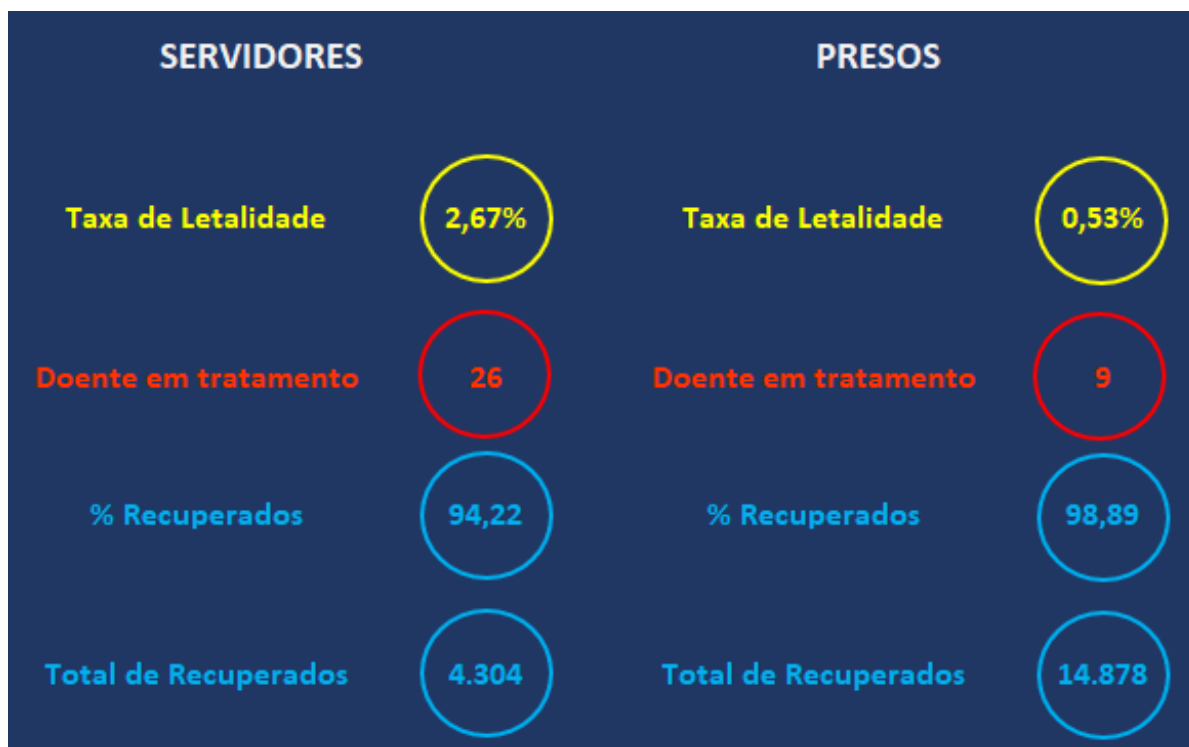 SERVIDORES
Taxa de Letalidade 2,67%
Doente em tratamento 26
% Recuperados 94,22
Total de Recuperados 4.304
PRESOS
Taxa de Letalidade 0,53%
Doente em tratamento 9
% Recuperados 98,89
Total de Recuperados 14.878